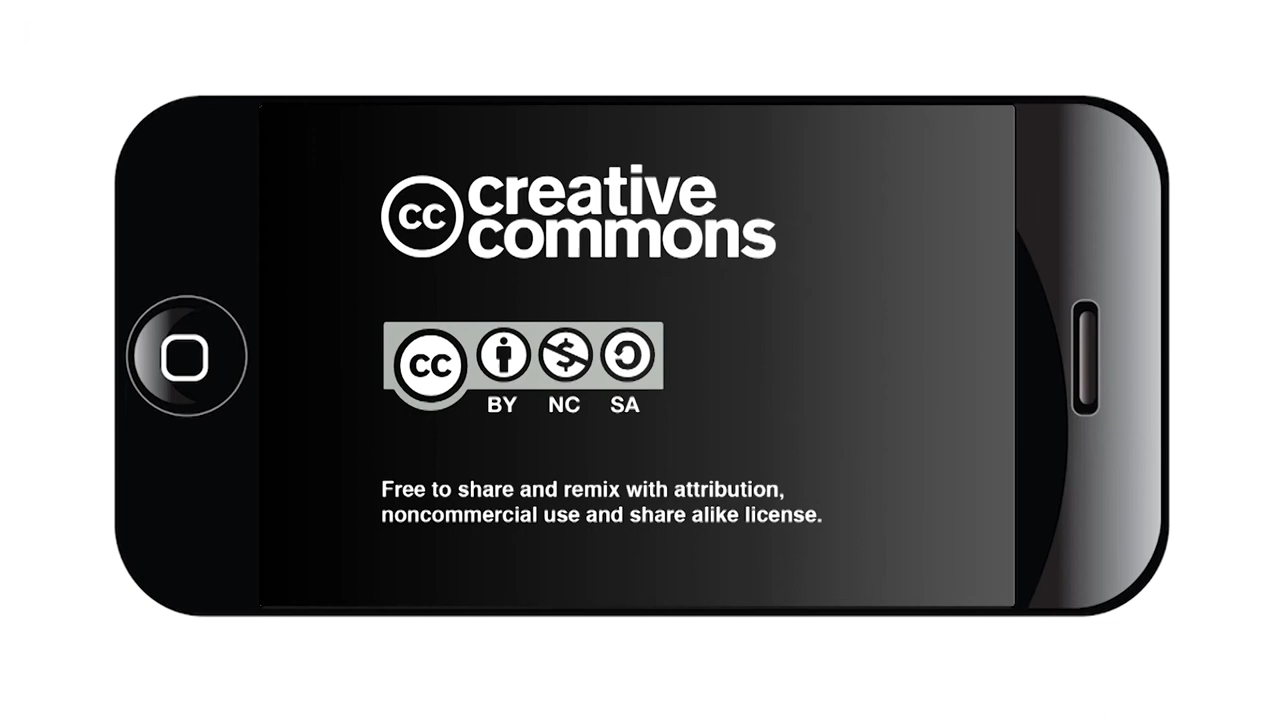 cc creative
commons
cc
BY NC SA
Free to share and remix with attribution,
noncommercial use and share alike license.